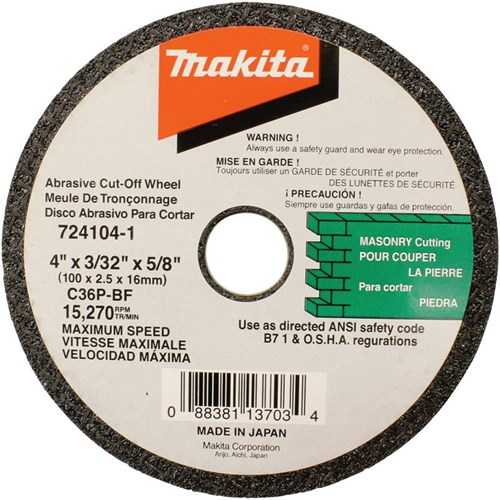 makita
WARNING !
Always use a safety guard and wear eye protection.
MISE EN GARDE !
Toujours utiliser un GARDE DE SÉCURITÉ et porter
DES LUNETTES DE SÉCURITÉ
¡ PRECAUCIÓN !
Siempre use guardas y gafas de protección.
Abrasive Cut-Off Wheel
Meule De Tronçonnage
Disco Abrasivo Para Cortar
724104-1
4" x 3/32" x 5/8"
(100 x 2.5 x 16mm)
C36P-BF
15,270 RPM TR/MIN
MAXIMUM SPEED
VITESSE MAXIMALE
VELOCIDAD MÁXIMA
MASONRY Cutting
POUR COUPER
LA PIERRE
Para cortar
PIEDRA
Use as directed ANSI safety code
B7 1 & O.S.H.A. regurations
0 88381 13703 4
MADE IN JAPAN
Makita Corporation
Anjo, Aichi, Japan